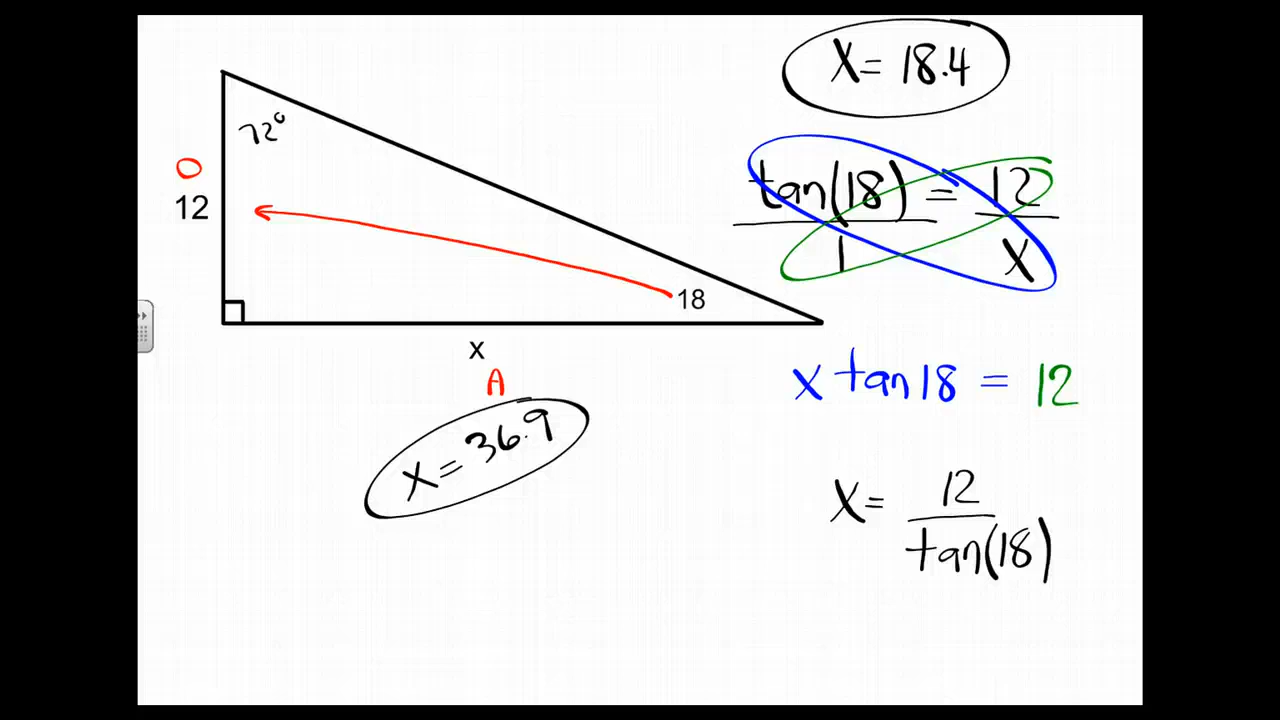 x = 18.4
72°
O
12
18
x
A
x = 36.9
tan(18) = 12
1 x
x tan 18 = 12
x = 12
tan(18)